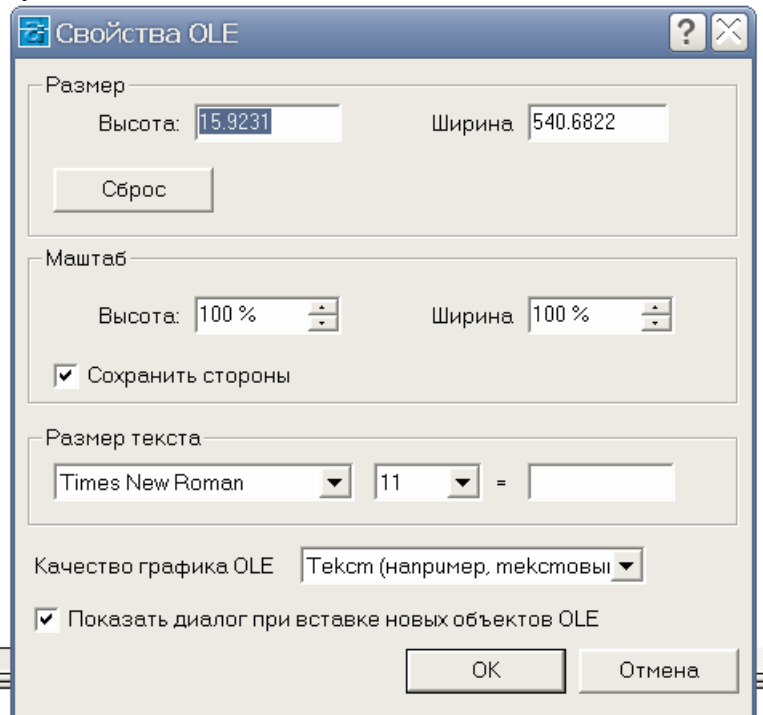 Свойства OLE
Размер
Высота: 15.9231 Ширина 540.6822
Сброс
Маштаб
Высота: 100 % Ширина 100 %
Сохранить стороны
Размер текста
Times New Roman 11 =
Качество графика OLE Текст (например, текстовы
Показать диалог при вставке новых объектов OLE
OK Отмена